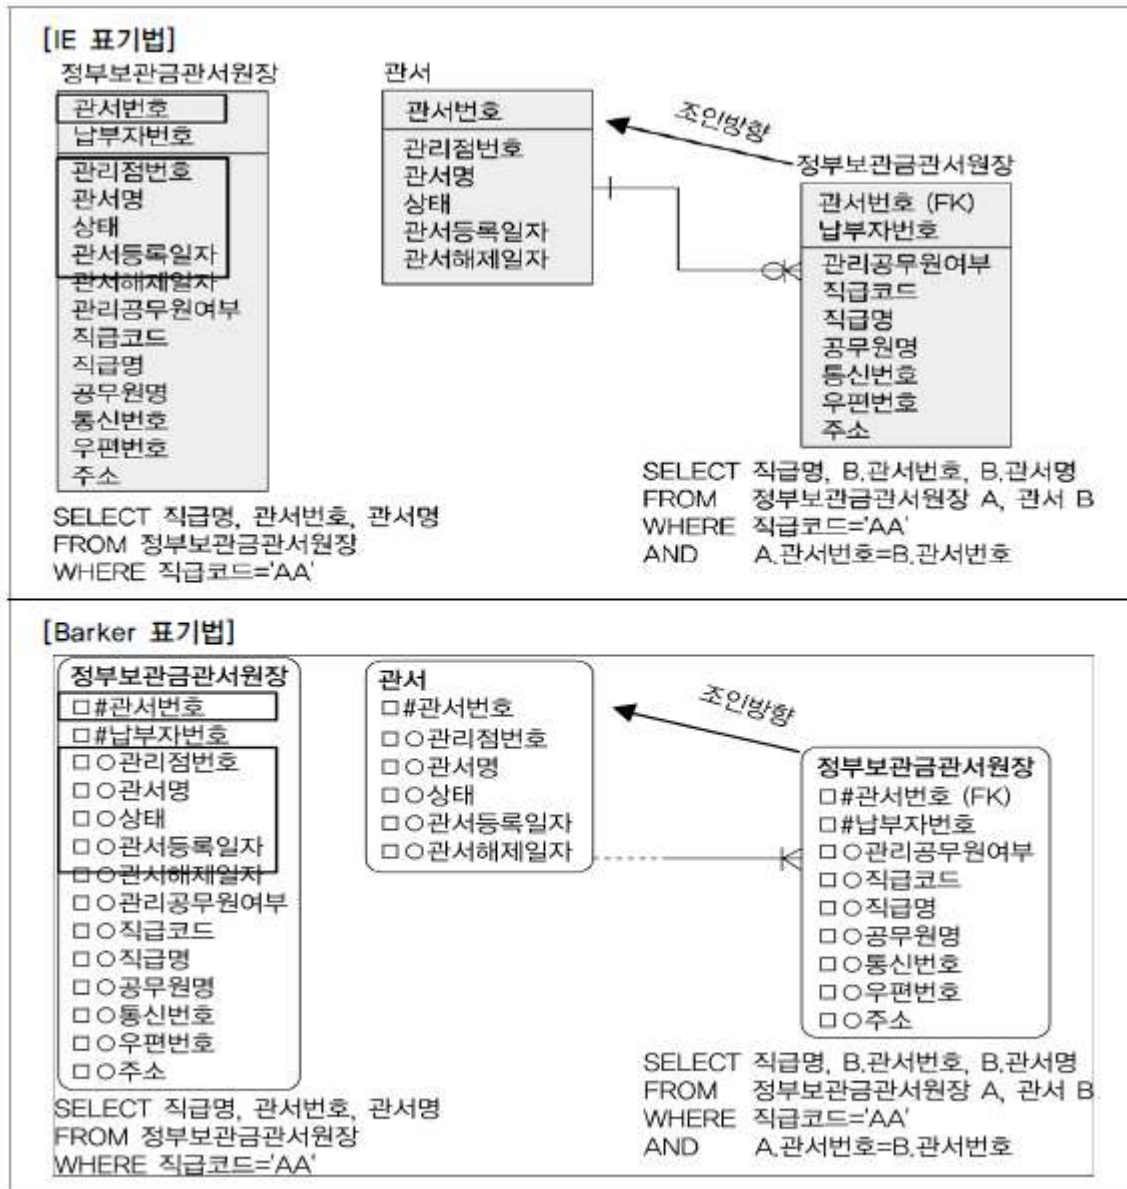 [IE 표기법]
정부보관금관서원장
관서번호
납부자번호
관리점번호
관서명
상태
관서등록일자
관서해제일자
관리공무원여부
직급코드
직급명
공무원명
통신번호
우편번호
주소
SELECT 직급명, 관서번호, 관서명
FROM 정부보관금관서원장
WHERE 직급코드='AA'
관서
관서번호
관리점번호
관서명
상태
관서등록일자
관서해제일자
조인방향
정부보관금관서원장
관서번호 (FK)
납부자번호
관리공무원여부
직급코드
직급명
공무원명
통신번호
우편번호
주소
SELECT 직급명, B.관서번호, B.관서명
FROM 정부보관금관서원장 A, 관서 B
WHERE 직급코드='AA'
AND A.관서번호=B.관서번호
[Barker 표기법]
정부보관금관서원장
□#관서번호
□#납부자번호
□○관리점번호
□○관서명
□○상태
□○관서등록일자
□○관서해제일자
□○관리공무원여부
□○직급코드
□○직급명
□○공무원명
□○통신번호
□○우편번호
□○주소
SELECT 직급명, 관서번호, 관서명
FROM 정부보관금관서원장
WHERE 직급코드='AA'
관서
□#관서번호
□○관리점번호
□○관서명
□○상태
□○관서등록일자
□○관서해제일자
조인방향
정부보관금관서원장
□#관서번호 (FK)
□#납부자번호
□○관리공무원여부
□○직급코드
□○직급명
□○공무원명
□○통신번호
□○우편번호
□○주소
SELECT 직급명, B.관서번호, B.관서명
FROM 정부보관금관서원장 A, 관서 B
WHERE 직급코드='AA'
AND A.관서번호=B.관서번호